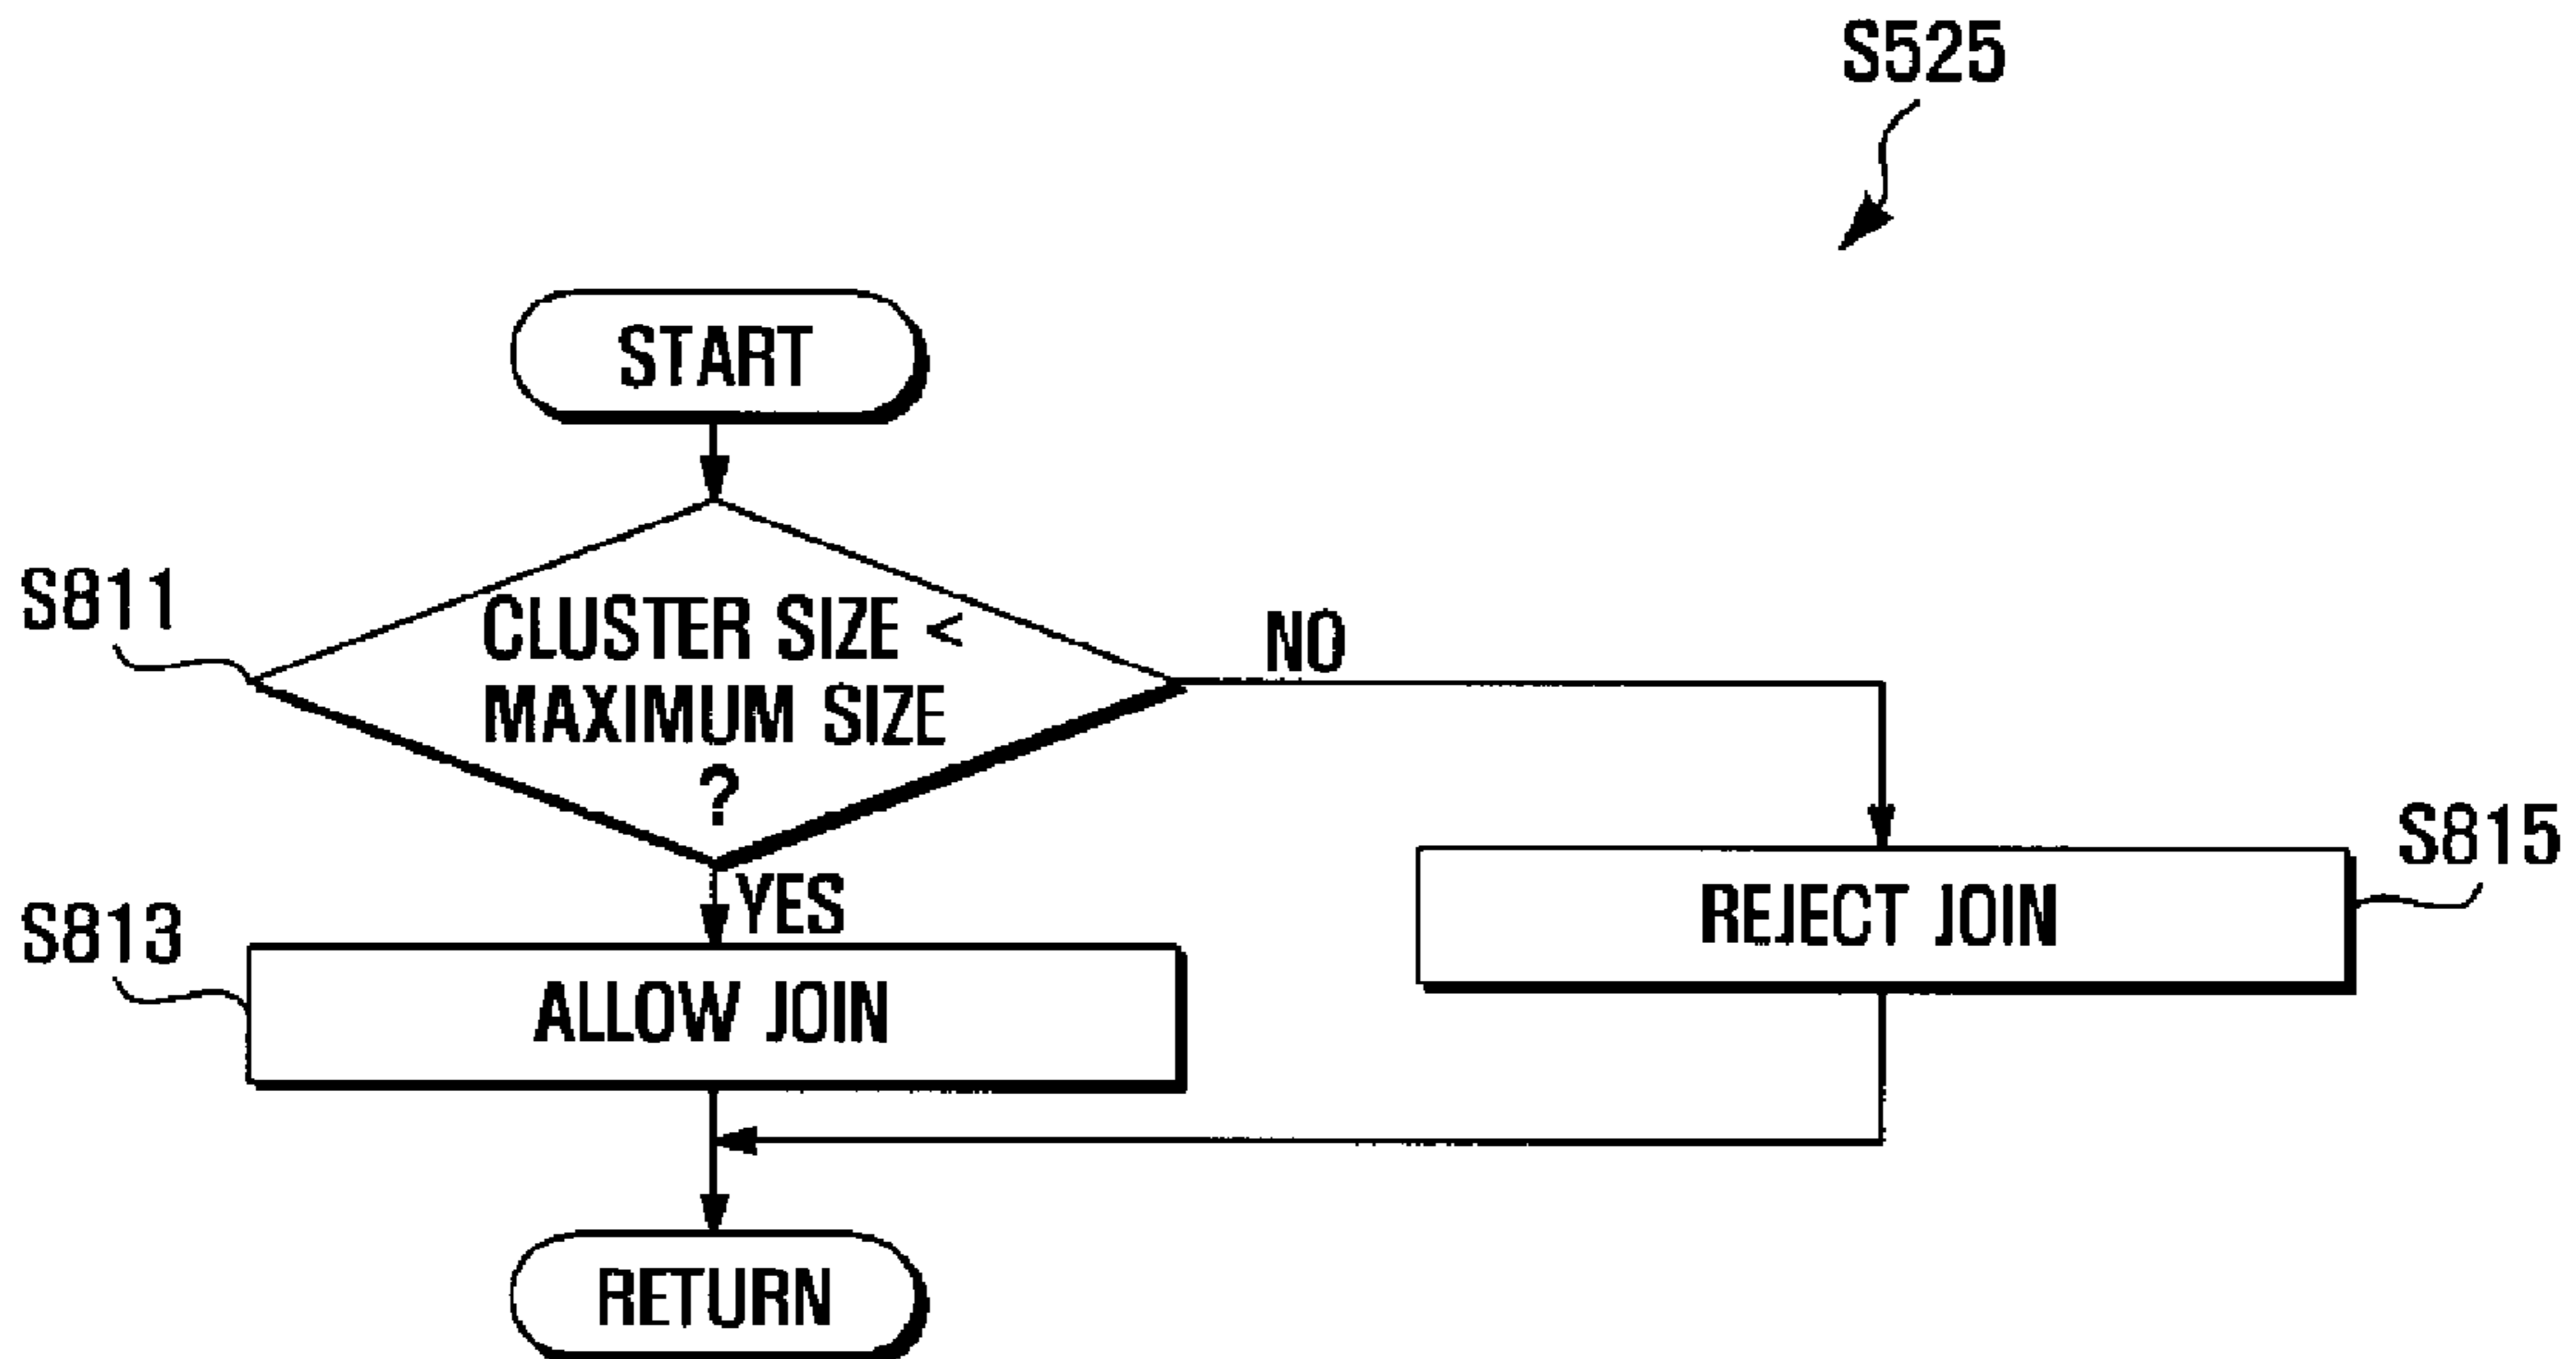 S525
START
S811
CLUSTER SIZE <
MAXIMUM SIZE
?
NO
YES
S813
ALLOW JOIN
REJECT JOIN
S815
RETURN